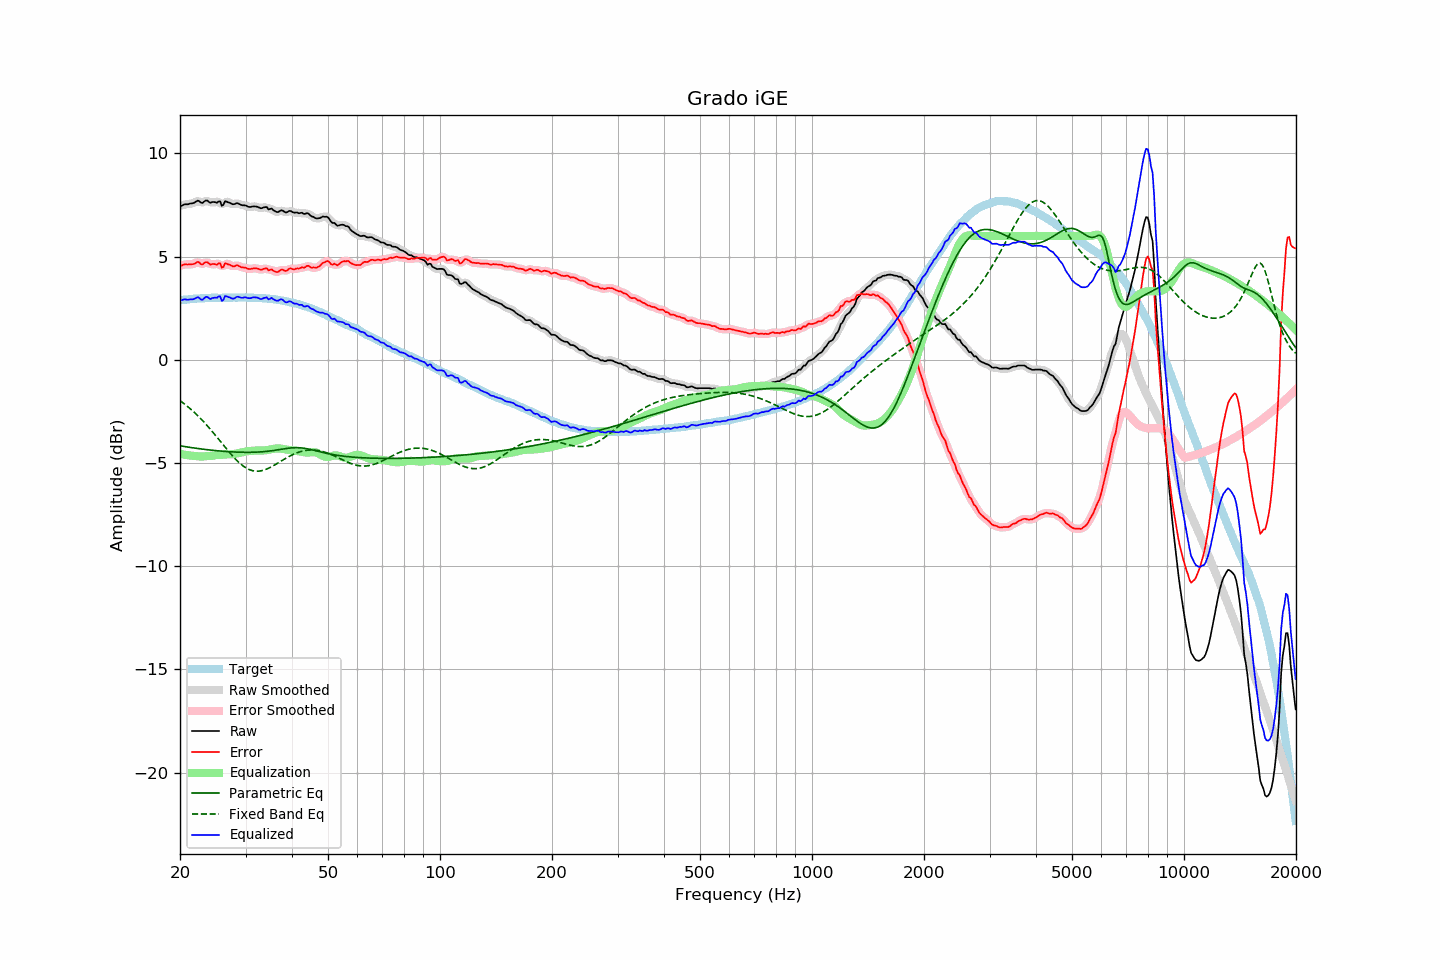 Grado iGE
10
5
0
−5
−10
−15
−20
Amplitude (dBr)
Target
Raw Smoothed
Error Smoothed
Raw
Error
Equalization
Parametric Eq
Fixed Band Eq
Equalized
20 50 100 200 500 1000 2000 5000 10000 20000
Frequency (Hz)